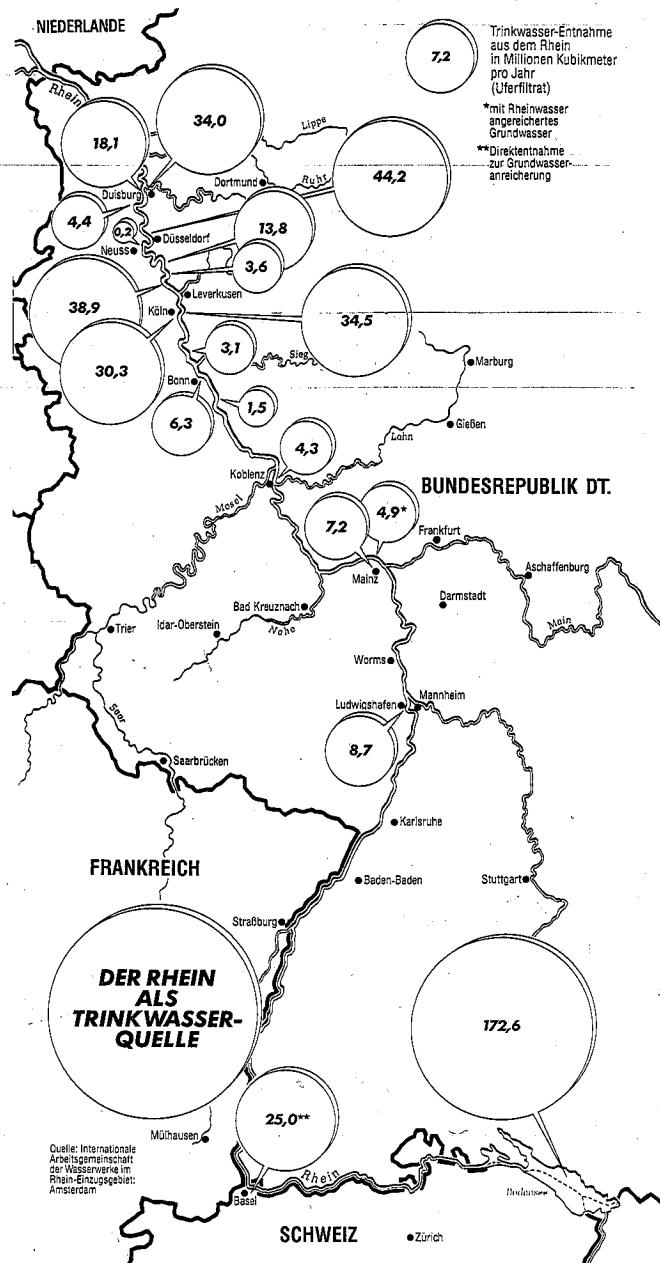 NIEDERLANDE
7,2
Trinkwasser-Entnahme
aus dem Rhein
in Millionen Kubikmeter
pro Jahr
(Uferfiltrat)
*mit Rheinwasser
angereichertes
Grundwasser
**Direktentnahme
zur Grundwasser-
anreicherung
Rhein
18,1
34,0
Lippe
44,2
Ruhr
Dortmund
Duisburg
4,4
0,2
13,8
Düsseldorf
Neuss
3,6
38,9
Leverkusen
Köln
34,5
3,1
Sieg
Marburg
30,3
Bonn
1,5
6,3
Gießen
Lahn
4,3
Koblenz
BUNDESREPUBLIK DT.
Mosel
4,9*
7,2
Frankfurt
Mainz
Aschaffenburg
Bad Kreuznach
Darmstadt
Main
Trier
Idar-Oberstein
Nahe
Worms
Ludwigshafen
Mannheim
Saar
8,7
Saarbrücken
Karlsruhe
FRANKREICH
Baden-Baden
Stuttgart
Straßburg
DER RHEIN
ALS
TRINKWASSER-
QUELLE
172,6
25,0**
Mülhausen
Quelle: Internationale
Arbeitsgemeinschaft
der Wasserwerke im
Rhein-Einzugsgebiet:
Amsterdam
Rhein
Basel
Bodensee
SCHWEIZ
Zürich